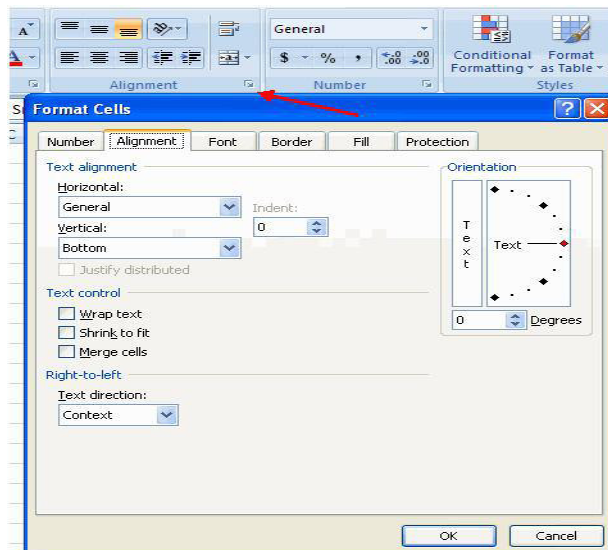 A
General
A
$ % ,
.0 .00
.00 .0
Conditional Format
Formatting as Table
Alignment Number Styles
Format Cells
Number Alignment Font Border Fill Protection
Text alignment
Horizontal:
General
Indent:
Vertical:
0
Bottom
Justify distributed
Text control
Wrap text
Shrink to fit
Merge cells
Right-to-left
Text direction:
Context
Orientation
Text
Text
0 Degrees
OK Cancel